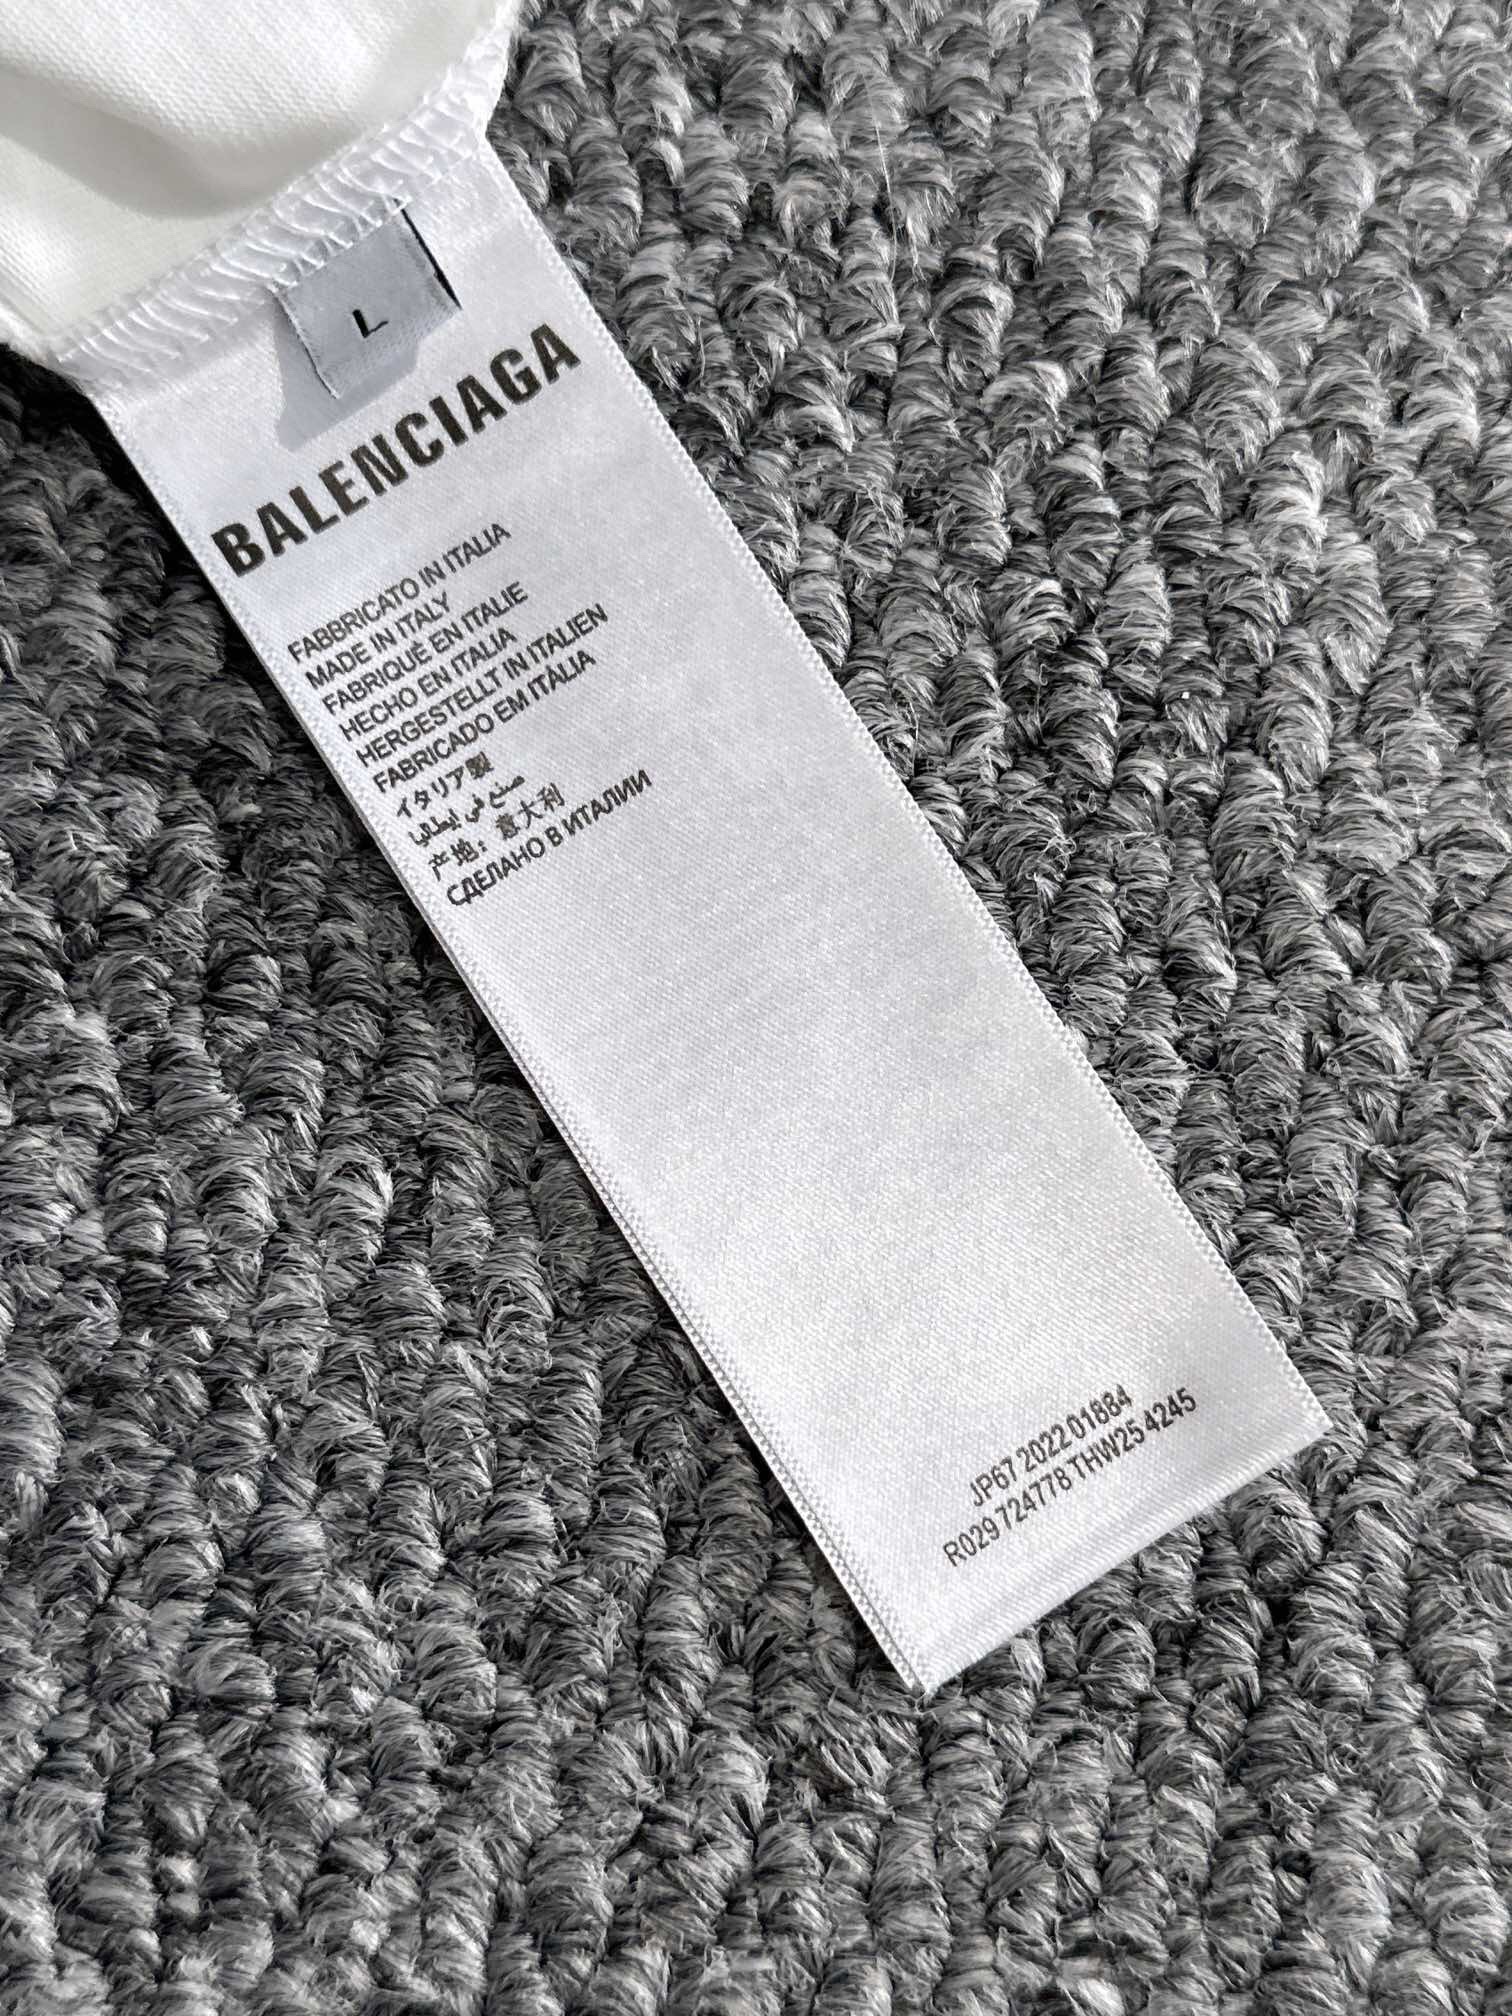 L
BALENCIAGA
FABBRICATO IN ITALIA
MADE IN ITALY
FABRIQUÉ EN ITALIE
HECHO EN ITALIA
HERGESTELLT IN ITALIEN
FABRICADO EM ITÁLIA
イタリア製
صنع في إيطالي
产地：意大利
СДЕЛАНО В ИТАЛИИ
JP67 2022 01884
R029 724778 THW25 4245